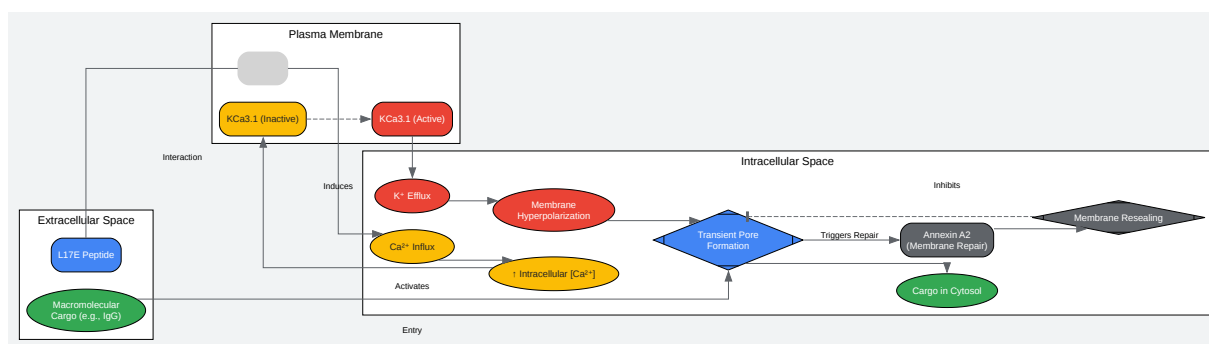 Plasma Membrane
KCa3.1 (Inactive)
KCa3.1 (Active)
Interaction
Induces
Extracellular Space
L17E Peptide
Macromolecular
Cargo (e.g., IgG)
Intracellular Space
K⁺ Efflux
Membrane
Hyperpolarization
Ca²⁺ Influx
↑ Intracellular [Ca²⁺]
Activates
Entry
Transient Pore
Formation
Triggers Repair
Annexin A2
(Membrane Repair)
Inhibits
Membrane Resealing
Cargo in Cytosol